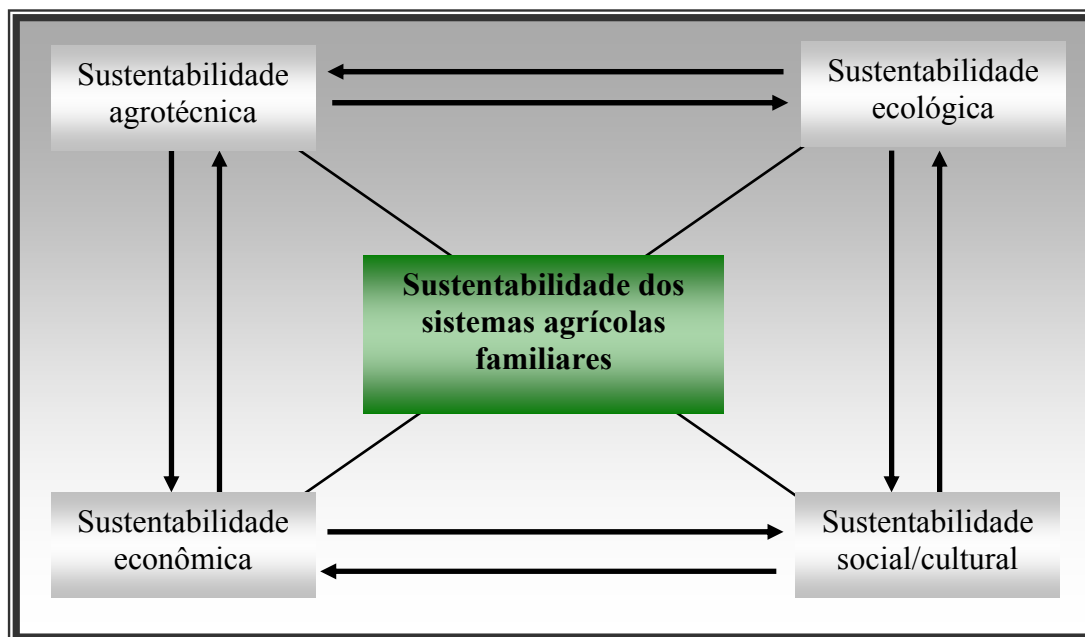 Sustentabilidade
agrotécnica
Sustentabilidade
ecológica
Sustentabilidade dos
sistemas agrícolas
familiares
Sustentabilidade
econômica
Sustentabilidade
social/cultural